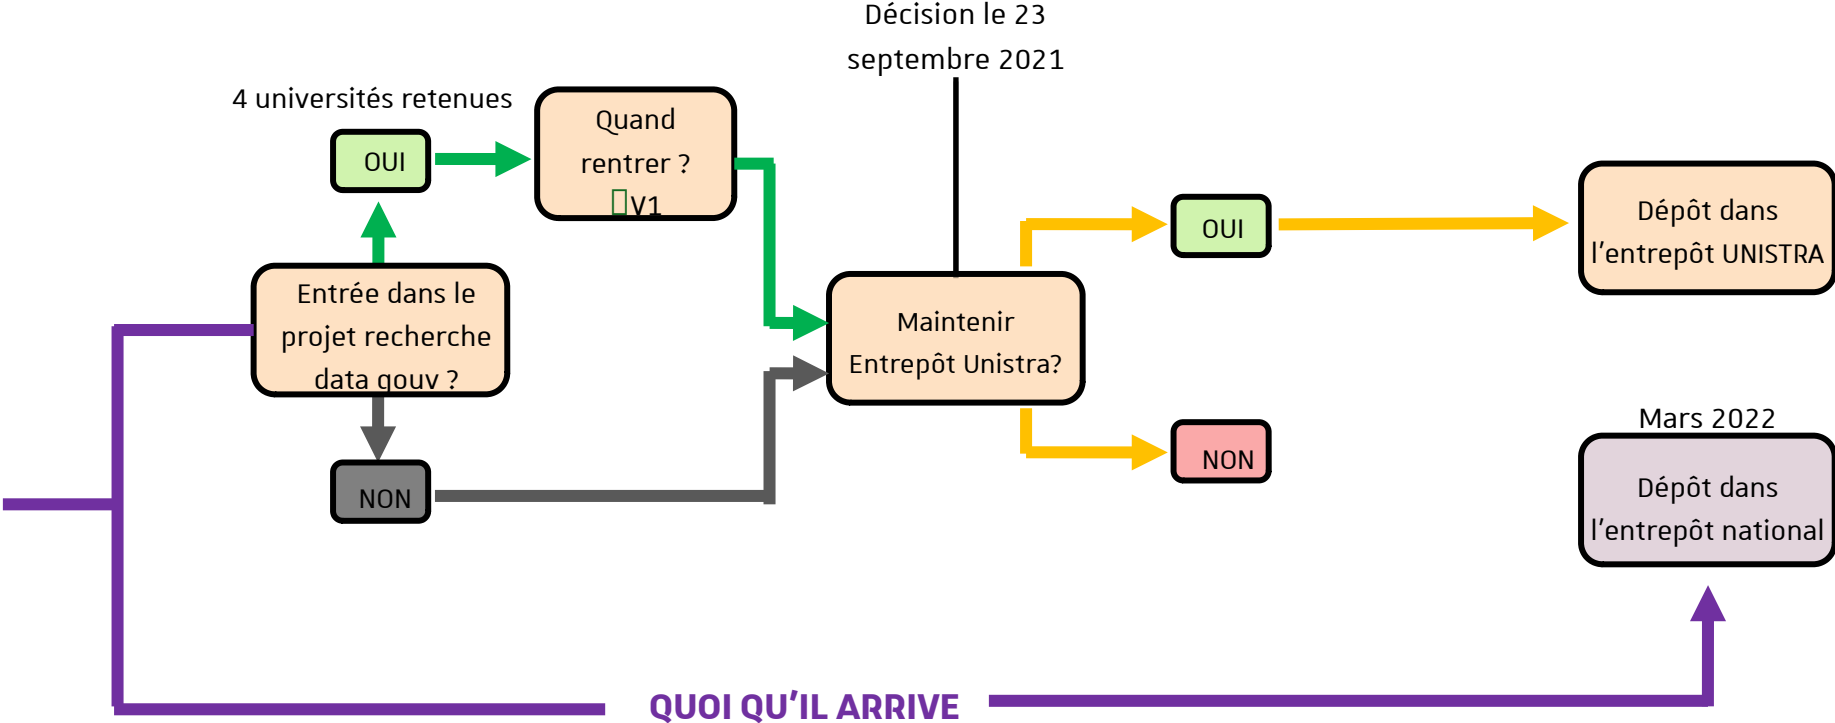 Décision le 23
septembre 2021
4 universités retenues
OUI
Quand
rentrer ?
V1
Entrée dans le
projet recherche
data gouv ?
NON
Maintenir
Entrepôt Unistra?
OUI
Dépôt dans
l'entrepôt UNISTRA
NON
Mars 2022
Dépôt dans
l'entrepôt national
QUOI QU'IL ARRIVE